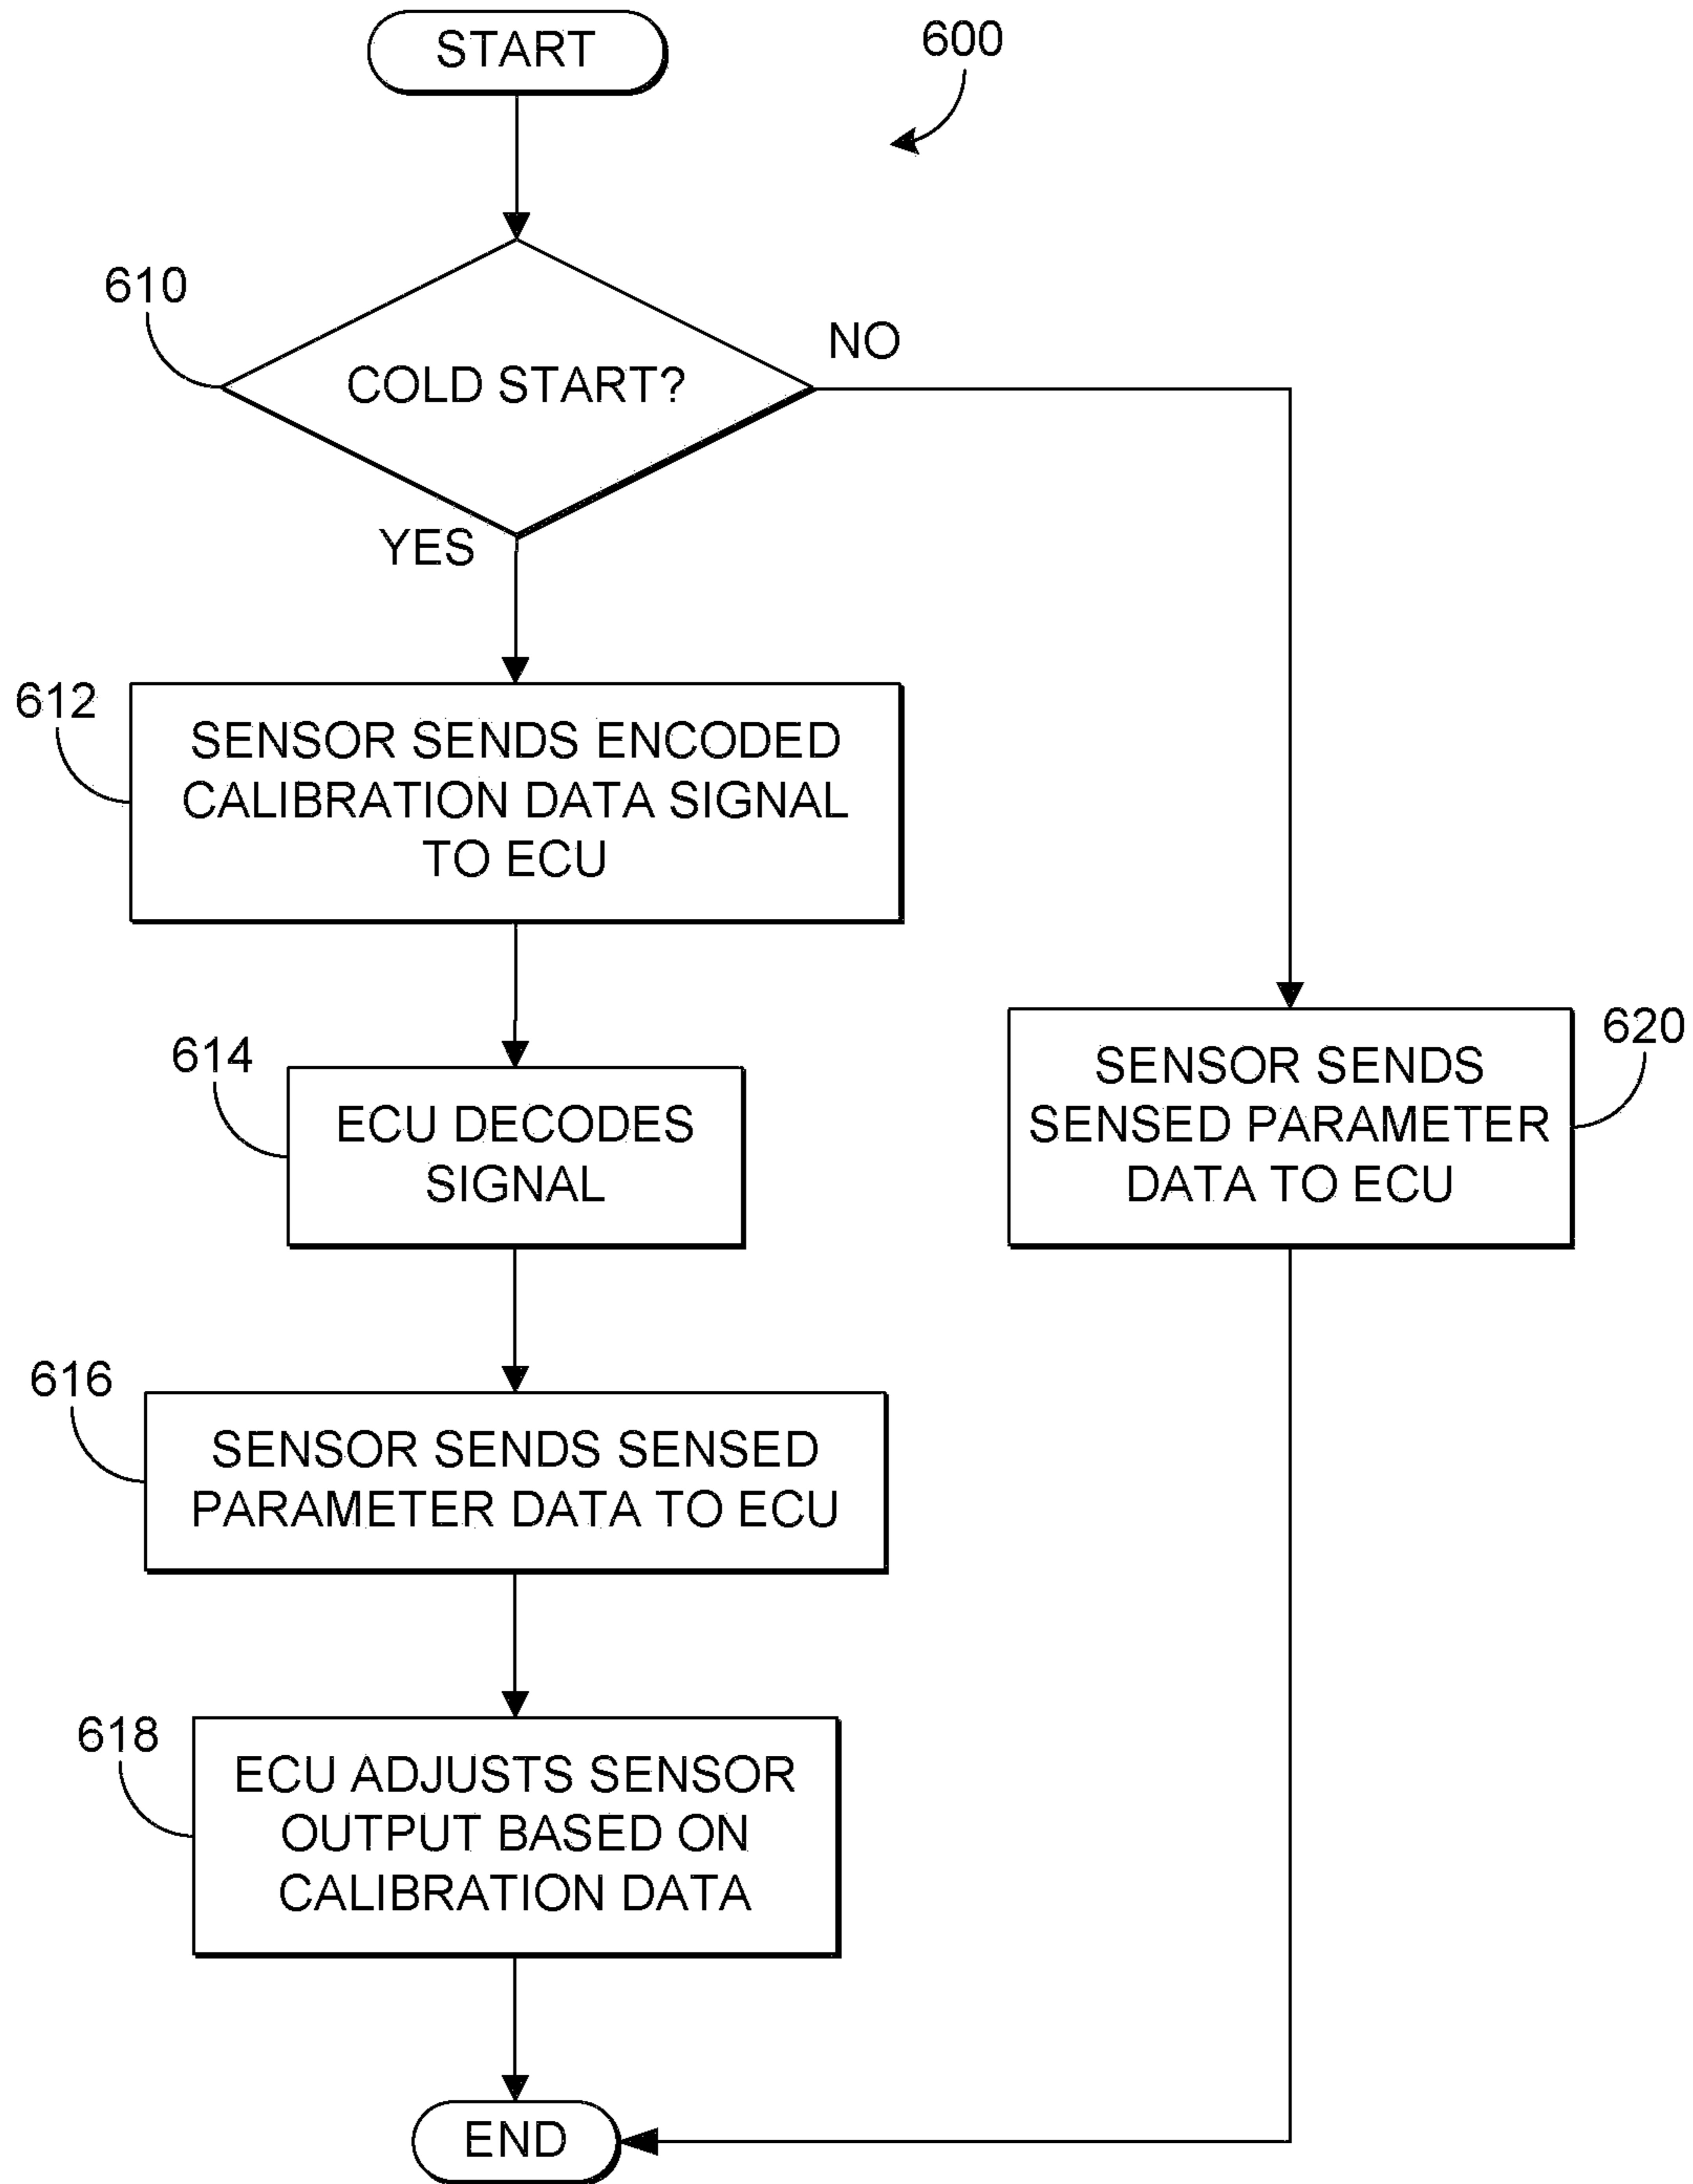 START
600
610
COLD START?
NO
YES
612
SENSOR SENDS ENCODED
CALIBRATION DATA SIGNAL
TO ECU
614
ECU DECODES
SIGNAL
620
SENSOR SENDS
SENSED PARAMETER
DATA TO ECU
616
SENSOR SENDS SENSED
PARAMETER DATA TO ECU
618
ECU ADJUSTS SENSOR
OUTPUT BASED ON
CALIBRATION DATA
END